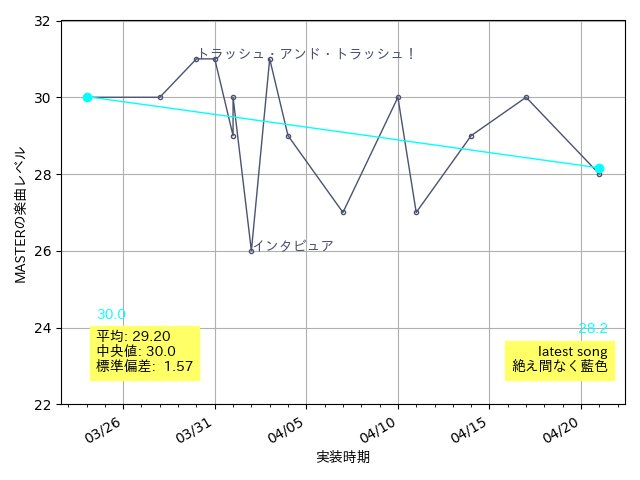 32
トラッシュ・アンド・トラッシュ！
30
28
MASTERの楽曲レベル
26
インタビュア
30.0
28.2
24
平均: 29.20
中央値: 30.0
標準偏差: 1.57
latest song
絶え間なく藍色
22
03/26
03/31
04/05
04/10
04/15
04/20
実装時期